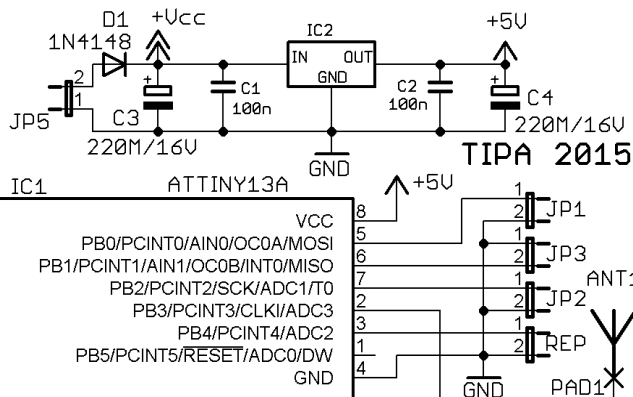 D1
+Vcc
IC2
+5V
1N4148
IN
OUT
GND
2
1
JP5
+
C3
220M/16V
C1
100n
C2
100n
+
C4
220M/16V
GND
TIPA 2015
IC1
ATTINY13A
+5V
VCC
8
PB0/PCINT0/AIN0/OC0A/MOSI
5
PB1/PCINT1/AIN1/OC0B/INT0/MISO
6
PB2/PCINT2/SCK/ADC1/T0
7
PB3/PCINT3/CLKI/ADC3
2
PB4/PCINT4/ADC2
3
PB5/PCINT5/RESET/ADC0/DW
1
GND
4
1
2
JP1
1
2
JP3
1
2
JP2
1
2
REP
GND
ANT1
PAD1